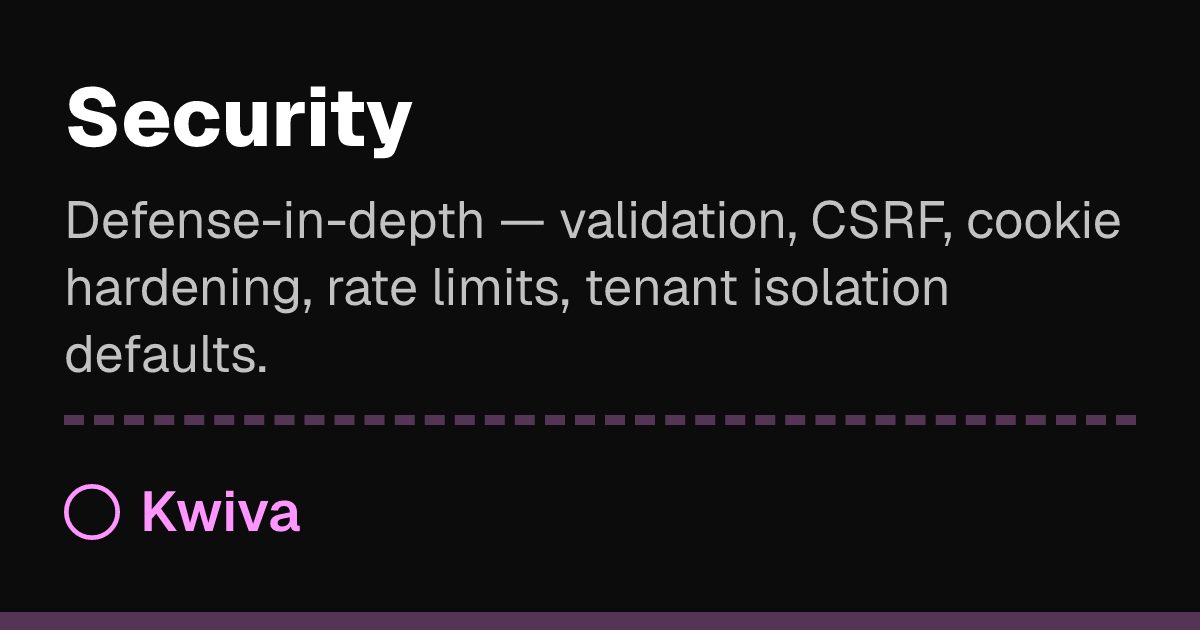 Security
Defense-in-depth — validation, CSRF, cookie
hardening, rate limits, tenant isolation
defaults.
Kwiva